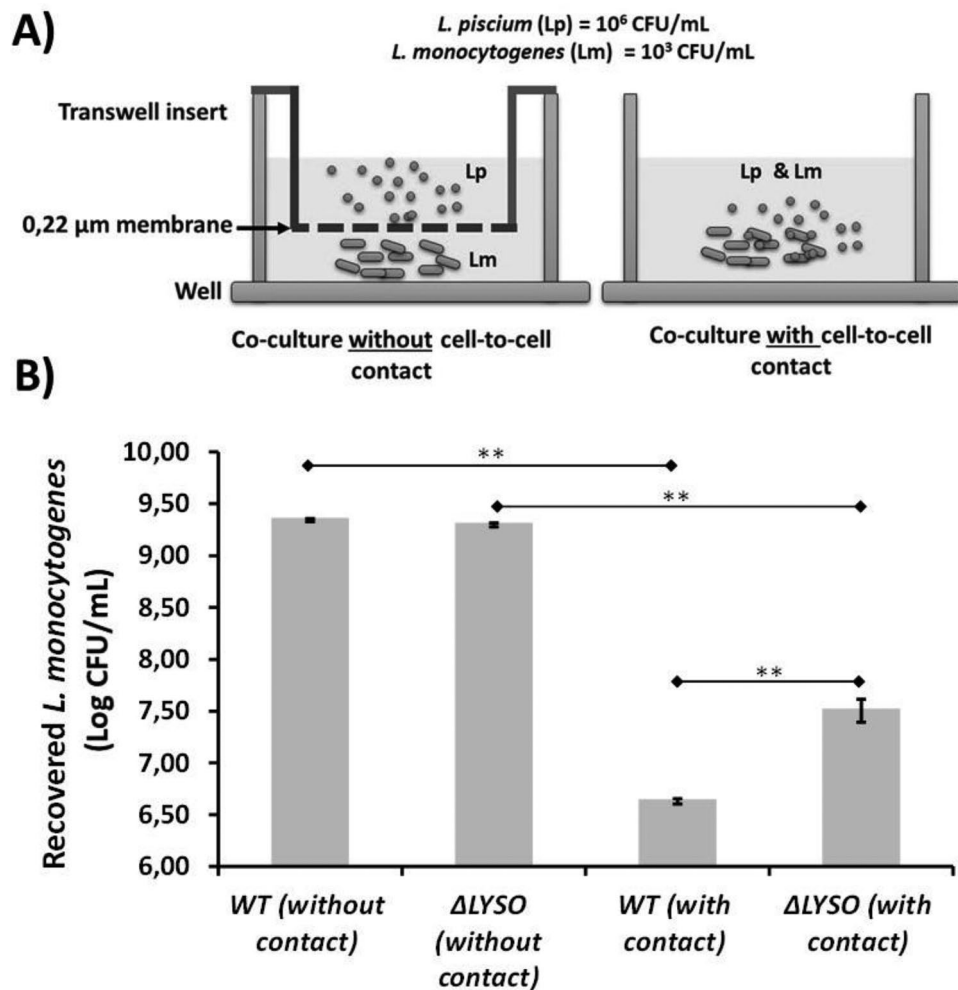 A)
L. piscium (Lp) = 10⁶ CFU/mL
L. monocytogenes (Lm) = 10³ CFU/mL
Transwell insert
Lp
0,22 µm membrane
Lm
Well
Lp & Lm
Co-culture without cell-to-cell
contact
Co-culture with cell-to-cell
contact
B)
Recovered L. monocytogenes
(Log CFU/mL)
10,00
9,50
9,00
8,50
8,00
7,50
7,00
6,50
6,00
**
**
**
WT (without
contact)
ΔLYSO
(without
contact)
WT (with
contact)
ΔLYSO (with
contact)